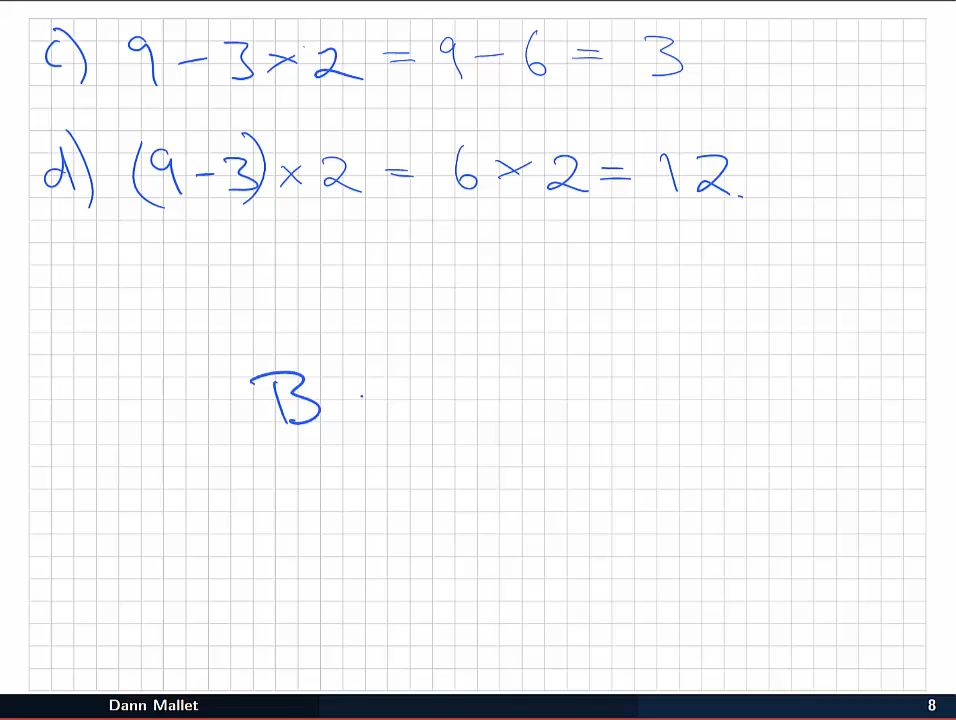 c) 9 - 3 × 2 = 9 - 6 = 3
d) (9 - 3) × 2 = 6 × 2 = 12.
B
Dann Mallet 8